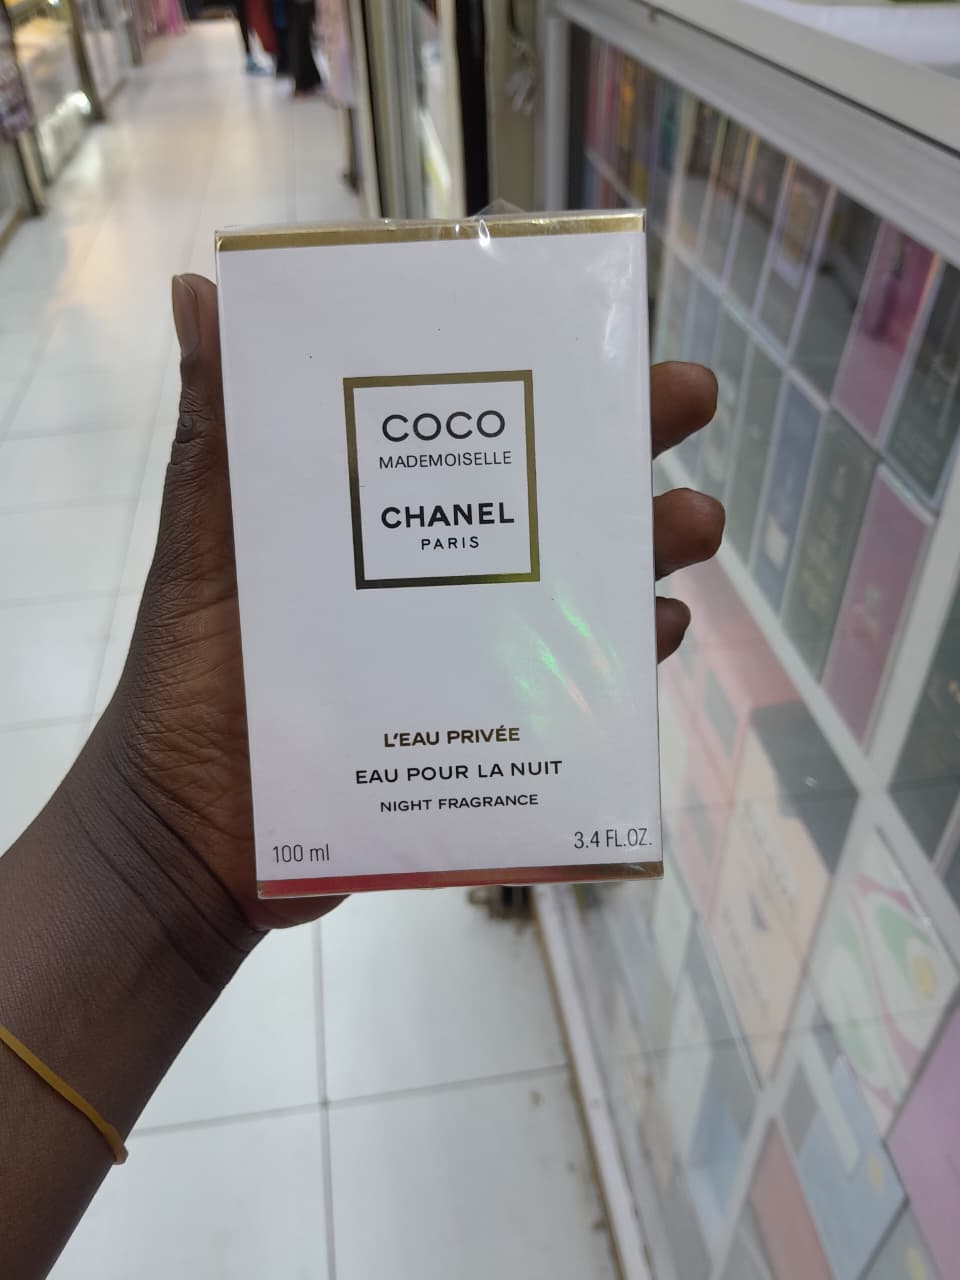 COCO
MADEMOISELLE
CHANEL
PARIS
L'EAU PRIVÉE
EAU POUR LA NUIT
NIGHT FRAGRANCE
100 ml
3.4 FL.OZ.